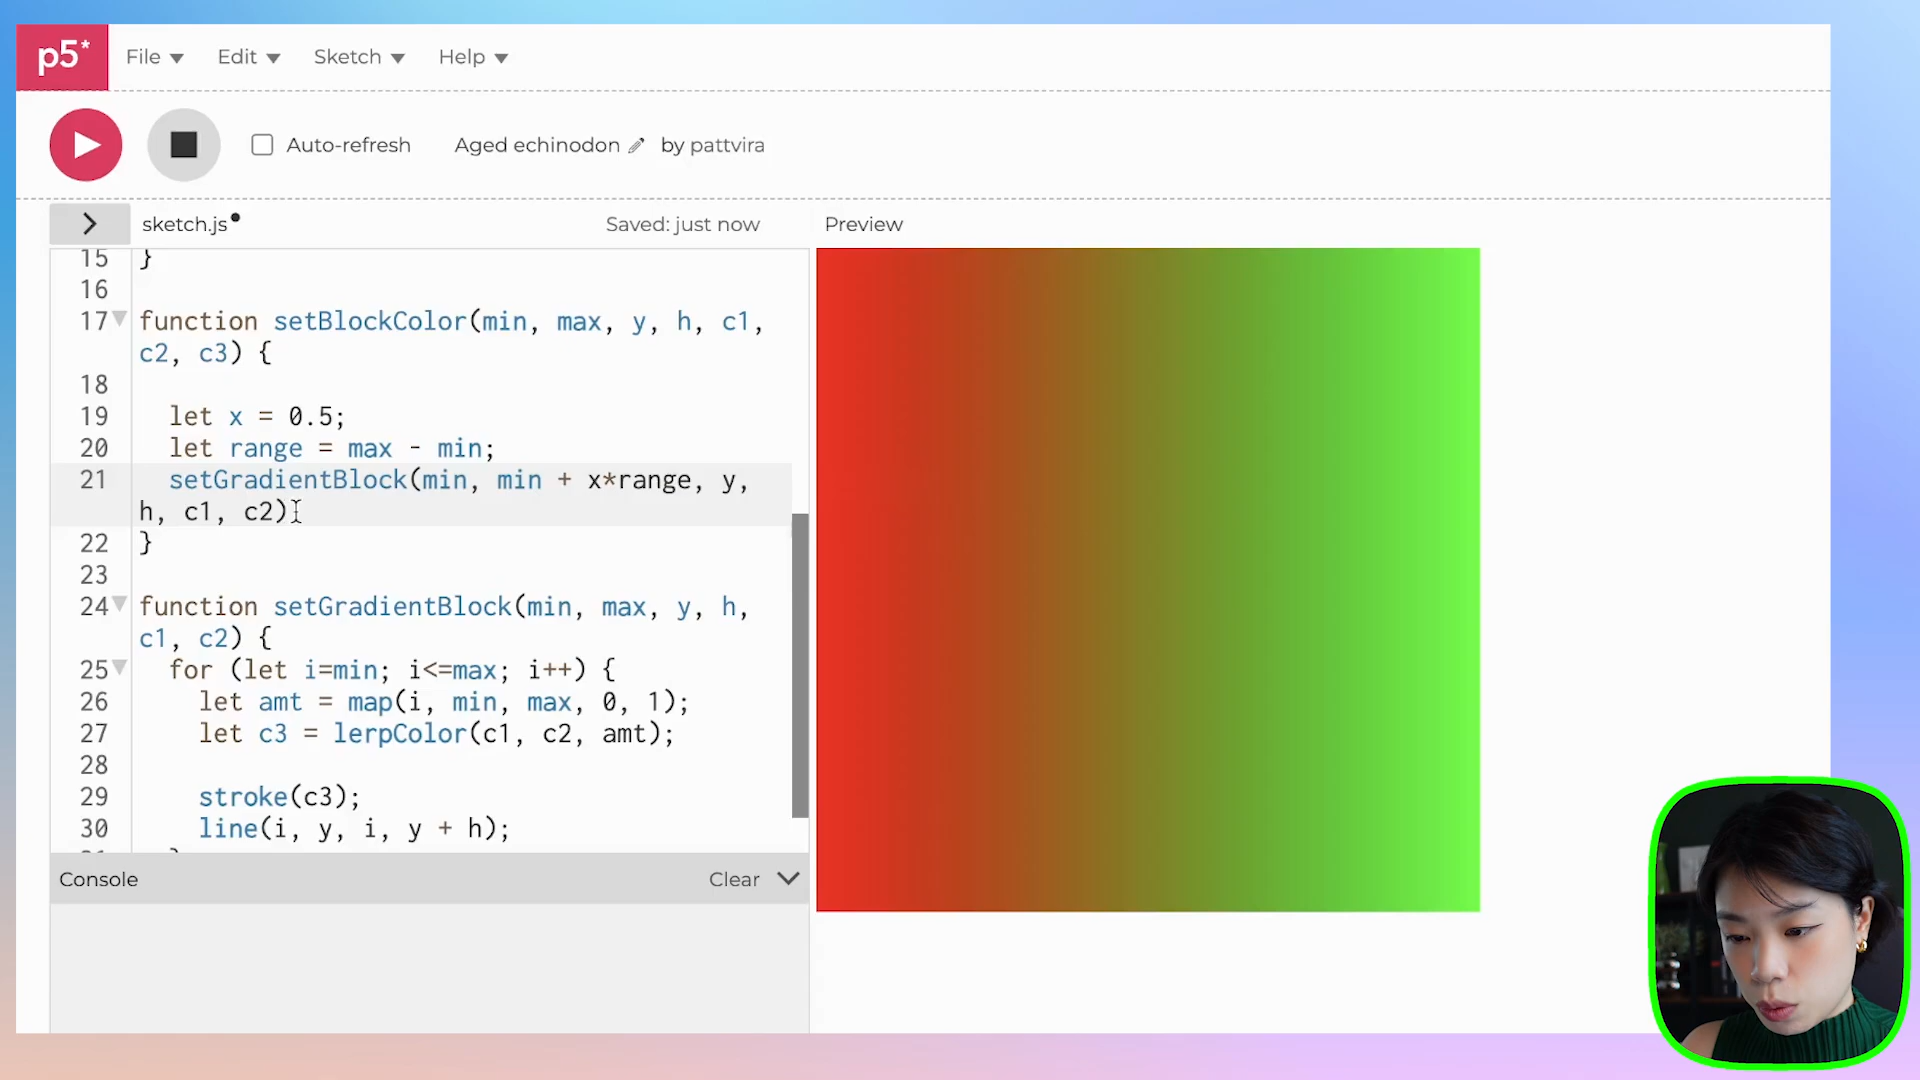 p5*
File Edit Sketch Help
Auto-refresh Aged echinodon by pattvira
sketch.js Saved: just now Preview
15 }
16
17 function setBlockColor(min, max, y, h, c1,
c2, c3) {
18
19 let x = 0.5;
20 let range = max - min;
21 setGradientBlock(min, min + x*range, y,
h, c1, c2)
22 }
23
24 function setGradientBlock(min, max, y, h,
c1, c2) {
25 for (let i=min; i<=max; i++) {
26 let amt = map(i, min, max, 0, 1);
27 let c3 = lerpColor(c1, c2, amt);
28
29 stroke(c3);
30 line(i, y, i, y + h);
Console Clear